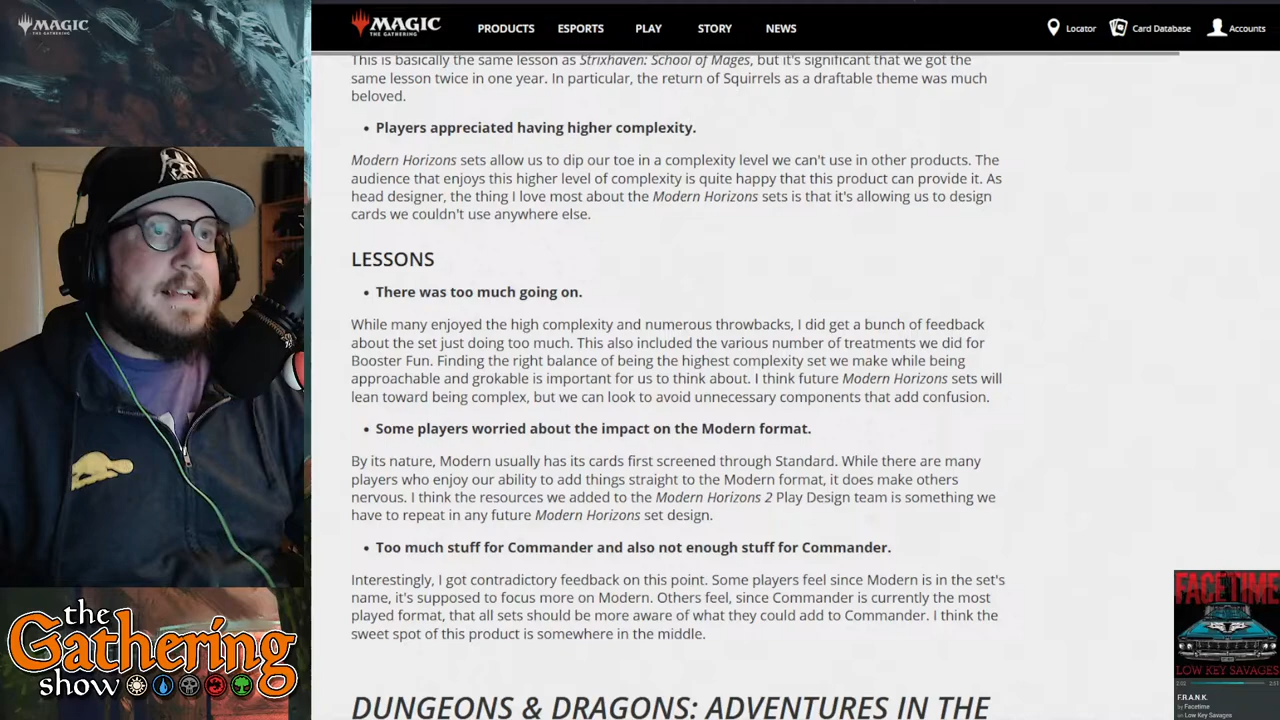 MAGIC
THE GATHERING
MAGIC
THE GATHERING
PRODUCTS ESPORTS PLAY STORY NEWS
Locator Card Database Accounts
This is basically the same lesson as Strixhaven: School of Mages, but it's significant that we got the
same lesson twice in one year. In particular, the return of Squirrels as a draftable theme was much
beloved.
• Players appreciated having higher complexity.
Modern Horizons sets allow us to dip our toe in a complexity level we can't use in other products. The
audience that enjoys this higher level of complexity is quite happy that this product can provide it. As
head designer, the thing I love most about the Modern Horizons sets is that it's allowing us to design
cards we couldn't use anywhere else.
LESSONS
• There was too much going on.
While many enjoyed the high complexity and numerous throwbacks, I did get a bunch of feedback
about the set just doing too much. This also included the various number of treatments we did for
Booster Fun. Finding the right balance of being the highest complexity set we make while being
approachable and grokable is important for us to think about. I think future Modern Horizons sets will
lean toward being complex, but we can look to avoid unnecessary components that add confusion.
• Some players worried about the impact on the Modern format.
By its nature, Modern usually has its cards first screened through Standard. While there are many
players who enjoy our ability to add things straight to the Modern format, it does make others
nervous. I think the resources we added to the Modern Horizons 2 Play Design team is something we
have to repeat in any future Modern Horizons set design.
• Too much stuff for Commander and also not enough stuff for Commander.
Interestingly, I got contradictory feedback on this point. Some players feel since Modern is in the set's
name, it's supposed to focus more on Modern. Others feel, since Commander is currently the most
played format, that all sets should be more aware of what they could add to Commander. I think the
sweet spot of this product is somewhere in the middle.
DUNGEONS & DRAGONS: ADVENTURES IN THE
the
Gathering
show
FACETIME
LOW KEY SAVAGES
2:02 2:51
F.R.A.N.K.
by Facetime
on Low Key Savages